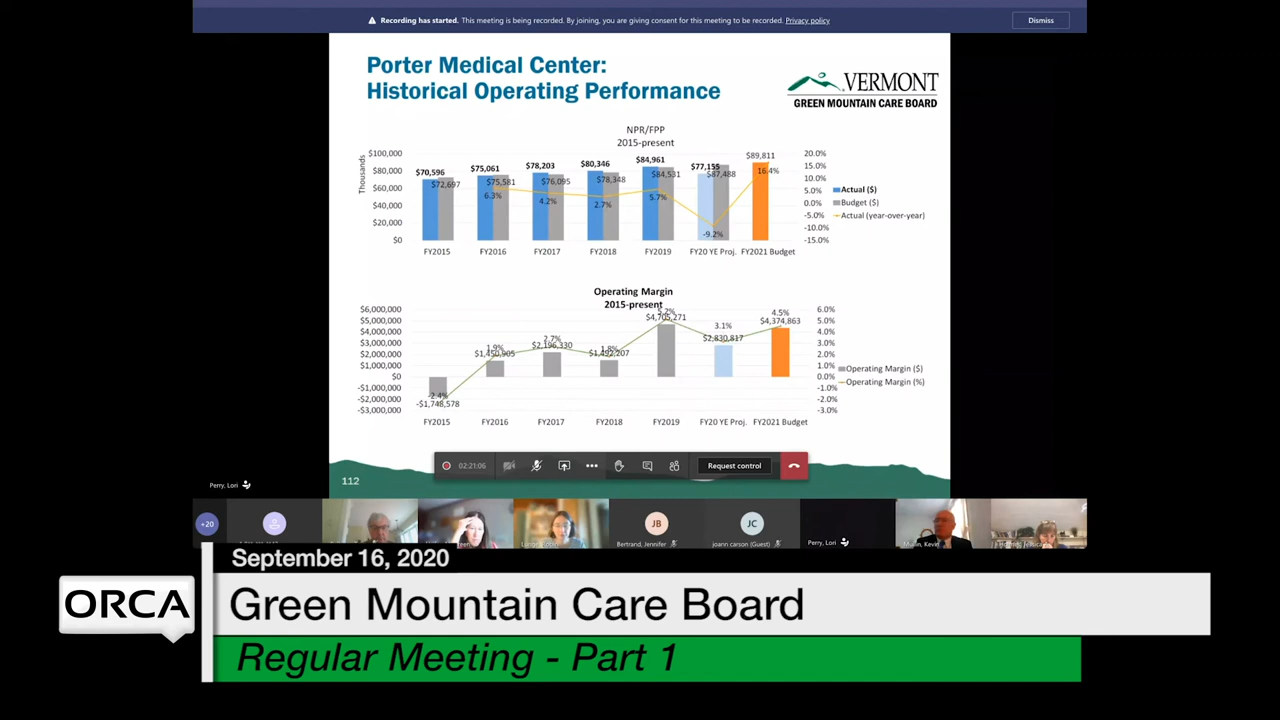 Recording has started. This meeting is being recorded. By joining, you are giving consent for this meeting to be recorded. Privacy policy
Dismiss
Porter Medical Center:
Historical Operating Performance
VERMONT
GREEN MOUNTAIN CARE BOARD
NPR/FPP
2015-present
Thousands
$100,000
$80,000
$60,000
$40,000
$20,000
$0
$70,596
$75,061
$78,203
$80,346
$84,961
$77,155
$89,811
$72,697
$75,581
$76,095
$78,348
$84,531
$87,488
6.3%
4.2%
2.7%
5.7%
-9.2%
16.4%
20.0%
15.0%
10.0%
5.0%
0.0%
-5.0%
-10.0%
-15.0%
Actual ($)
Budget ($)
Actual (year-over-year)
FY2015 FY2016 FY2017 FY2018 FY2019 FY20 YE Proj. FY2021 Budget
Operating Margin
2015-present
$6,000,000
$5,000,000
$4,000,000
$3,000,000
$2,000,000
$1,000,000
$0
-$1,000,000
-$2,000,000
-$3,000,000
-2.4%
-$1,748,578
1.9%
$1,450,905
2.7%
$2,196,330
1.8%
$1,492,207
5.2%
$4,705,271
3.1%
$2,830,817
4.5%
$4,374,863
6.0%
5.0%
4.0%
3.0%
2.0%
1.0%
0.0%
-1.0%
-2.0%
-3.0%
Operating Margin ($)
Operating Margin (%)
FY2015 FY2016 FY2017 FY2018 FY2019 FY20 YE Proj. FY2021 Budget
02:21:06
Request control
112
Perry, Lori
+20
JB
Bertrand, Jennifer
JC
joann carson (Guest)
Perry, Lori
Kevin
September 16, 2020
ORCA
Green Mountain Care Board
Regular Meeting - Part 1